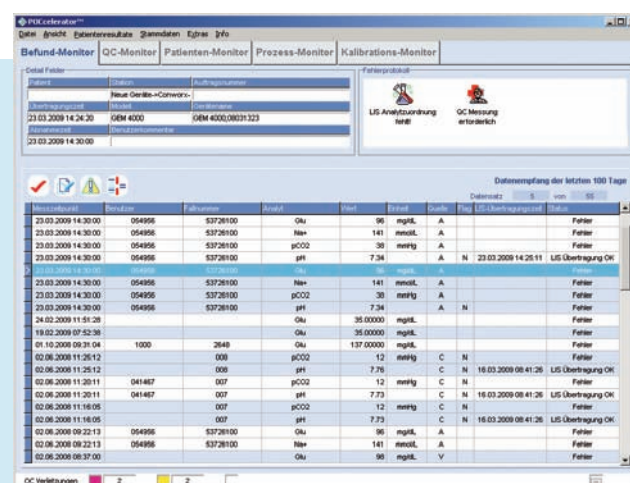 POCcelerator™
Datei Ansicht Patientenresultate Stammdaten Extras Info
Befund-Monitor QC-Monitor Patienten-Monitor Prozess-Monitor Kalibrations-Monitor
Detail Felder
Fehlerprotokoll
Patient Station Auftragsnummer
Neue Geräte->Conworx-
Übertragungszeit Modell Gerätename
23.03.2009 14:24:20 GEM 4000 GEM 4000;08031323
Abnahmezeit Benutzerkommentar
23.03.2009 14:30:00
LIS Analytzuordnung fehlt!
QC Messung erforderlich
Datenempfang der letzten 100 Tage
Datensatz 5 von 55
Messzeitpunkt Benutzer Fallnummer Analyt Wert Einheit Quelle Flag LIS-Übertragungszeit Status
23.03.2009 14:30:00 054956 53726100 Glu 96 mg/dL A Fehler
23.03.2009 14:30:00 054956 53726100 Na+ 141 mmol/L A Fehler
23.03.2009 14:30:00 054956 53726100 pCO2 38 mmHg A Fehler
23.03.2009 14:30:00 054956 53726100 pH 7.34 A N 23.03.2009 14:25:11 LIS Übertragung OK
23.03.2009 14:30:00 054956 53726100 Glu 96 mg/dL A Fehler
23.03.2009 14:30:00 054956 53726100 Na+ 141 mmol/L A Fehler
23.03.2009 14:30:00 054956 53726100 pCO2 38 mmHg A Fehler
23.03.2009 14:30:00 054956 53726100 pH 7.34 A N Fehler
24.02.2009 11:51:28 Glu 35.00000 mg/dL Fehler
19.02.2009 07:52:38 Glu 35.00000 mg/dL Fehler
01.10.2008 09:31:04 1000 2648 Glu 137.00000 mg/dL Fehler
02.06.2008 11:25:12 008 pCO2 12 mmHg C N Fehler
02.06.2008 11:25:12 008 pH 7.76 C N 16.03.2009 08:41:26 LIS Übertragung OK
02.06.2008 11:20:11 041467 007 pCO2 12 mmHg C N Fehler
02.06.2008 11:20:11 041467 007 pH 7.73 C N 16.03.2009 08:41:26 LIS Übertragung OK
02.06.2008 11:16:05 007 pCO2 12 mmHg C N Fehler
02.06.2008 11:16:05 007 pH 7.73 C N 16.03.2009 08:41:26 LIS Übertragung OK
02.06.2008 09:22:13 054956 53726100 Glu 96 mg/dL A Fehler
02.06.2008 09:22:13 054956 53726100 Na+ 141 mmol/L A Fehler
02.06.2008 08:37:00 Glu 98 mg/dL V Fehler
QC Verletzungen 2 2